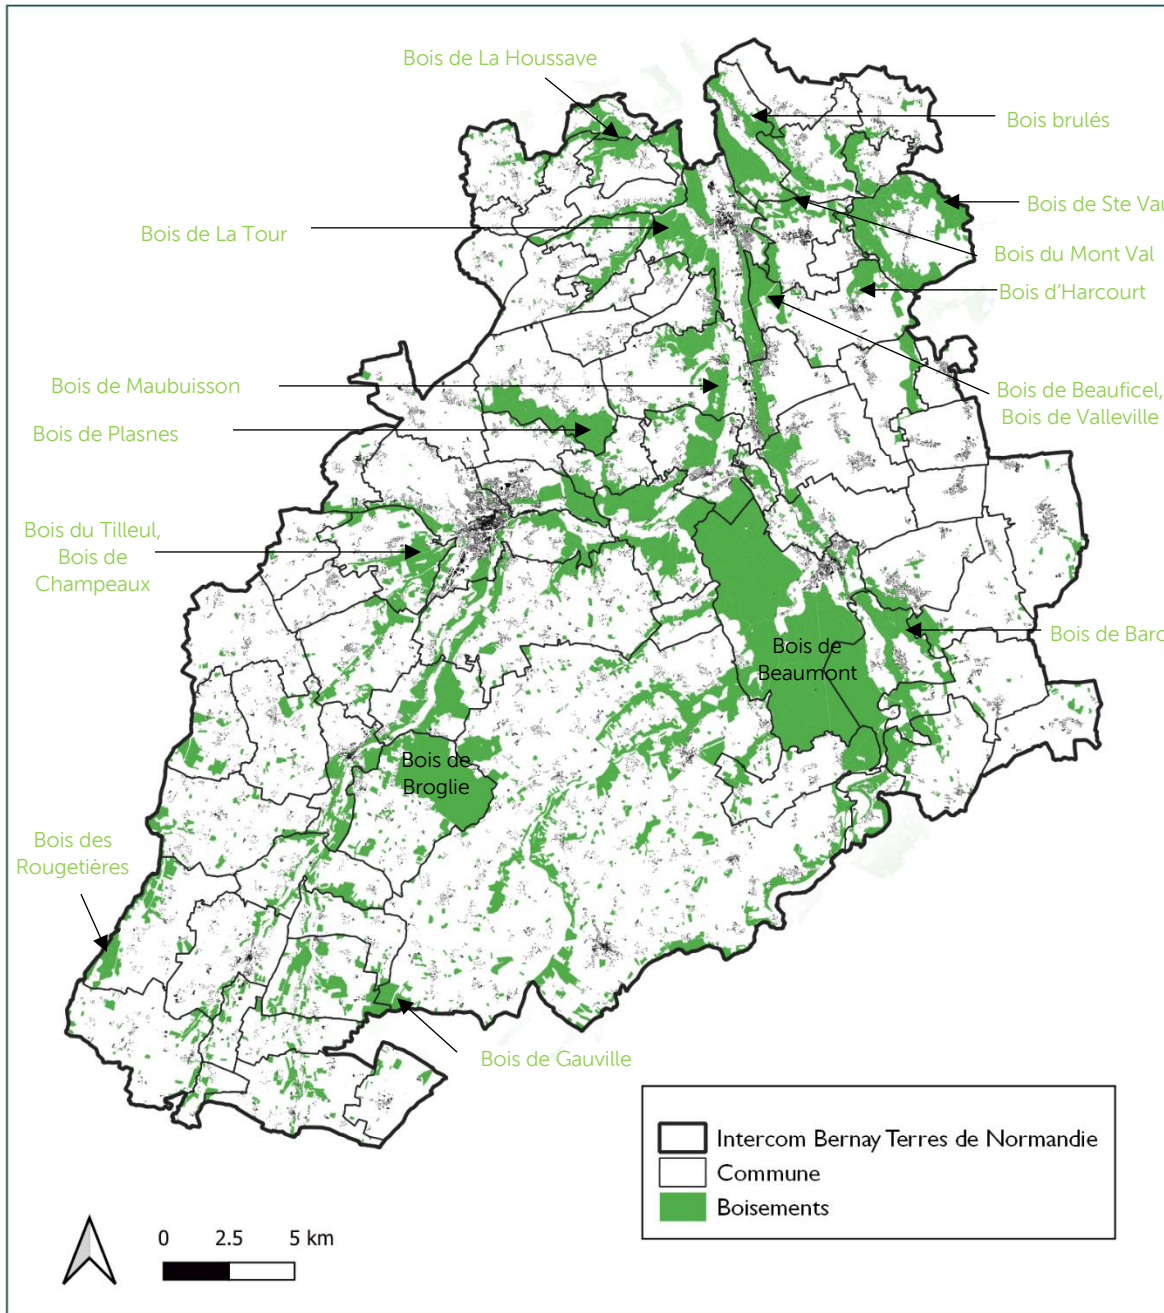 Bois de La Houssave
Bois brulés
Bois de Ste Vau
Bois de La Tour
Bois du Mont Val
Bois d'Harcourt
Bois de Maubuisson
Bois de Beauficel,
Bois de Valleville
Bois de Plasnes
Bois du Tilleul,
Bois de
Champeaux
Bois de Barc
Bois de
Beaumont
Bois de
Broglie
Bois des
Rougetières
Bois de Gauville
Intercom Bernay Terres de Normandie
Commune
Boisements
0 2.5 5 km